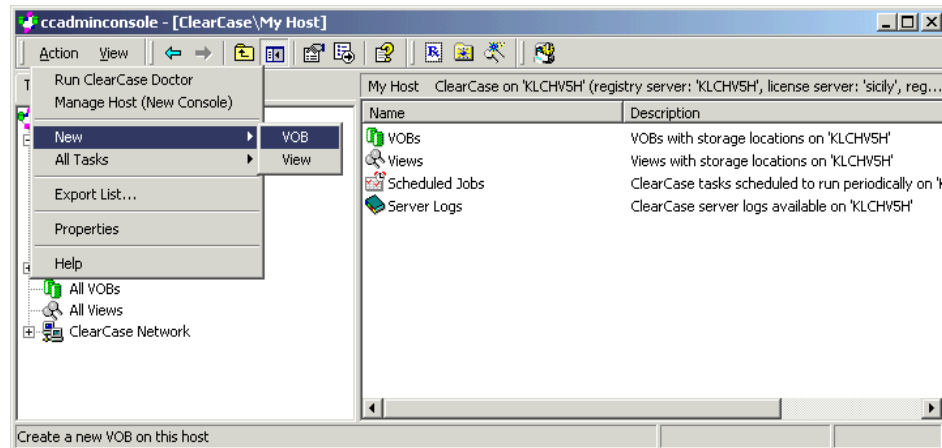 ccadminconsole - [ClearCase\My Host]
Action View
Run ClearCase Doctor
Manage Host (New Console)
New
All Tasks
Export List...
Properties
Help
VOB
View
All VOBs
All Views
ClearCase Network
My Host ClearCase on 'KLCHV5H' (registry server: 'KLCHV5H', license server: 'sicily', reg...
Name Description
VOBs VOBs with storage locations on 'KLCHV5H'
Views Views with storage locations on 'KLCHV5H'
Scheduled Jobs ClearCase tasks scheduled to run periodically on
Server Logs ClearCase server logs available on 'KLCHV5H'
Create a new VOB on this host